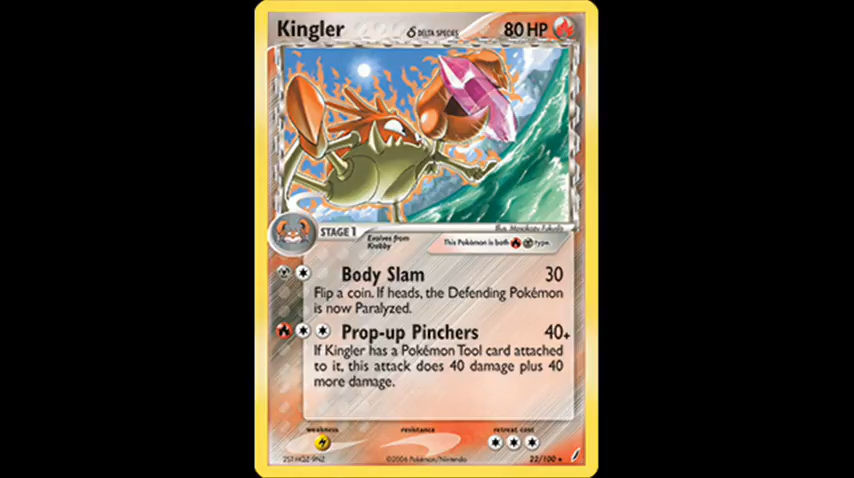 Kingler δ DELTA SPECIES 80 HP
Illus. Masakazu Fukuda
STAGE 1
Evolves from
Krabby
This Pokémon is both type.
Body Slam 30
Flip a coin. If heads, the Defending Pokémon
is now Paralyzed.
Prop-up Pinchers 40+
If Kingler has a Pokémon Tool card attached
to it, this attack does 40 damage plus 40
more damage.
weakness resistance retreat cost
©2006 Pokémon/Nintendo 22/100 ★